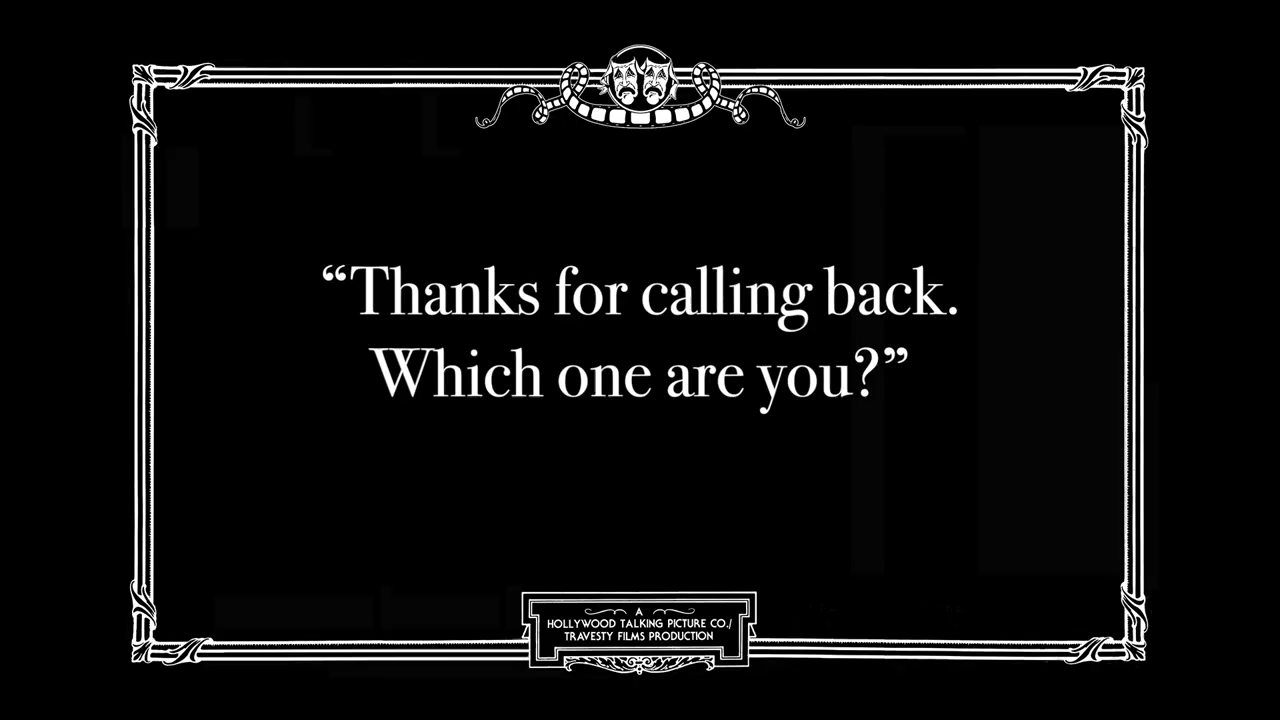 “Thanks for calling back.
Which one are you?”
A
HOLLYWOOD TALKING PICTURE CO./
TRAVESTY FILMS PRODUCTION